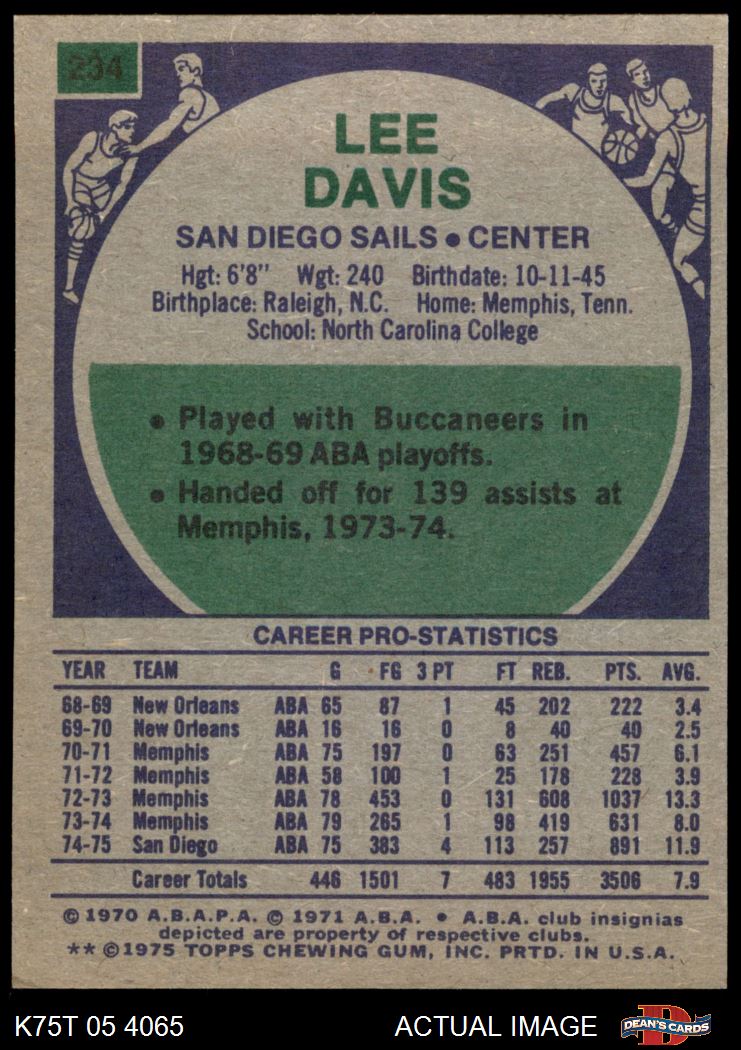 234
LEE
DAVIS
SAN DIEGO SAILS • CENTER
Hgt: 6'8" Wgt: 240 Birthdate: 10-11-45
Birthplace: Raleigh, N.C. Home: Memphis, Tenn.
School: North Carolina College
• Played with Buccaneers in
1968-69 ABA playoffs.
• Handed off for 139 assists at
Memphis, 1973-74.
CAREER PRO-STATISTICS
YEAR TEAM G FG 3 PT FT REB. PTS. AVG.
68-69 New Orleans ABA 65 87 1 45 202 222 3.4
69-70 New Orleans ABA 16 16 0 8 40 40 2.5
70-71 Memphis ABA 75 197 0 63 251 457 6.1
71-72 Memphis ABA 58 100 1 25 178 228 3.9
72-73 Memphis ABA 78 453 0 131 608 1037 13.3
73-74 Memphis ABA 79 265 1 98 419 631 8.0
74-75 San Diego ABA 75 383 4 113 257 891 11.9
Career Totals 446 1501 7 483 1955 3506 7.9
© 1970 A.B.A.P.A. © 1971 A.B.A. • A.B.A. club insignias
depicted are property of respective clubs.
** ©1975 TOPPS CHEWING GUM, INC. PRTD. IN U.S.A.
K75T 05 4065 ACTUAL IMAGE
D
DEAN'S CARDS